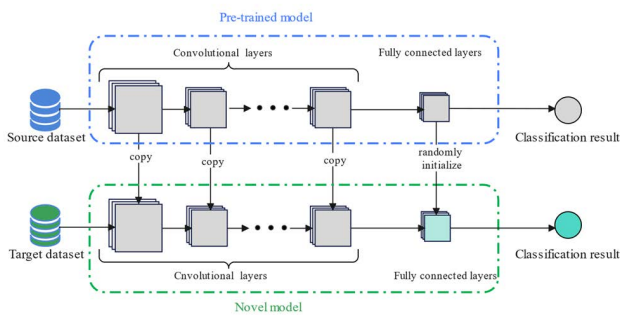 Pre-trained model
Convolutional layers
Fully connected layers
Source dataset
Classification result
copy
copy
copy
randomly
initialize
Target dataset
Classification result
Cnvolutional layers
Fully connected layers
Novel model